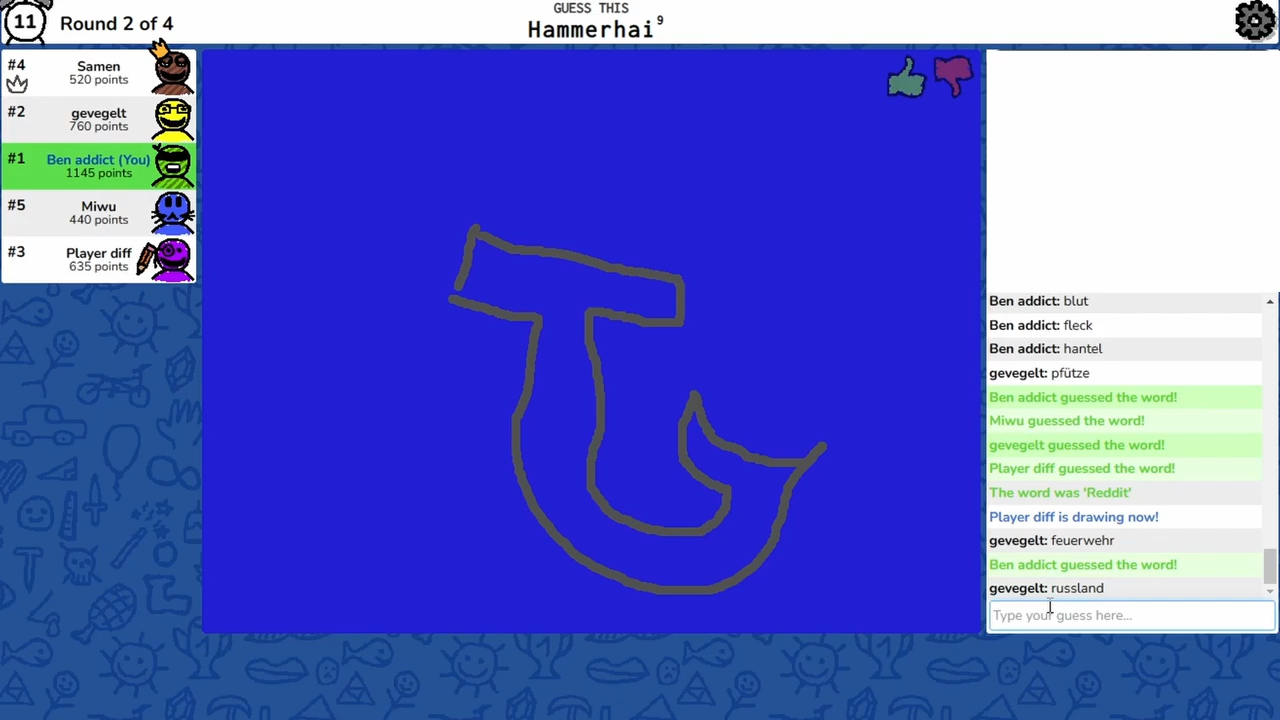 11
Round 2 of 4
GUESS THIS
Hammerhai⁹
#4
Samen
520 points
#2
gevegelt
760 points
#1
Ben addict (You)
1145 points
#5
Miwu
440 points
#3
Player diff
635 points
Ben addict: blut
Ben addict: fleck
Ben addict: hantel
gevegelt: pfütze
Ben addict guessed the word!
Miwu guessed the word!
gevegelt guessed the word!
Player diff guessed the word!
The word was 'Reddit'
Player diff is drawing now!
gevegelt: feuerwehr
Ben addict guessed the word!
gevegelt: russland
Type your guess here...